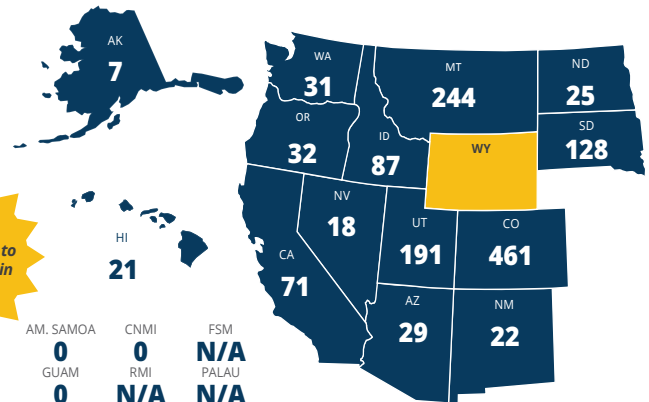 AK
7
WA
31
MT
244
ND
25
OR
32
ID
87
SD
128
WY
NV
18
UT
191
CO
461
HI
21
CA
71
AZ
29
NM
22
to
in
AM. SAMOA CNMI FSM
0 0 N/A
GUAM RMI PALAU
0 N/A N/A